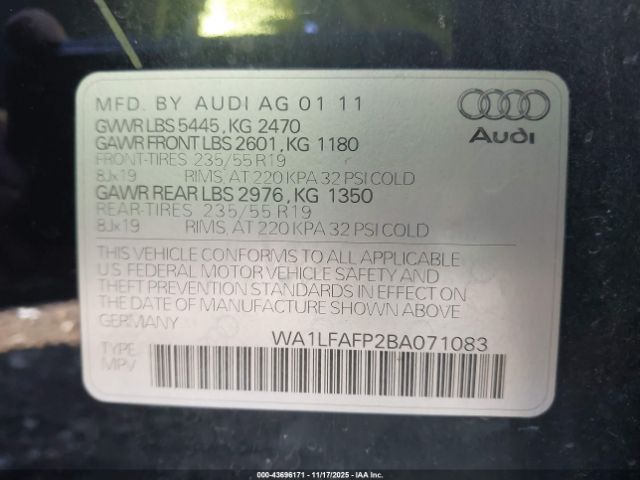 MFD. BY AUDI AG 01 11
GVWR LBS 5445, KG 2470
GAWR FRONT LBS 2601, KG 1180
FRONT-TIRES 235/55 R19
8Jx19 RIMS, AT 220 KPA 32 PSI COLD
GAWR REAR LBS 2976, KG 1350
REAR-TIRES 235/55 R19
8Jx19 RIMS, AT 220 KPA 32 PSI COLD
Audi
THIS VEHICLE CONFORMS TO ALL APPLICABLE
U.S. FEDERAL MOTOR VEHICLE SAFETY AND
THEFT PREVENTION STANDARDS IN EFFECT ON
THE DATE OF MANUFACTURE SHOWN ABOVE
GERMANY
WA1LFAFP2BA071083
TYPE:
MPV
000-43696171 - 11/17/2025 - IAA Inc.